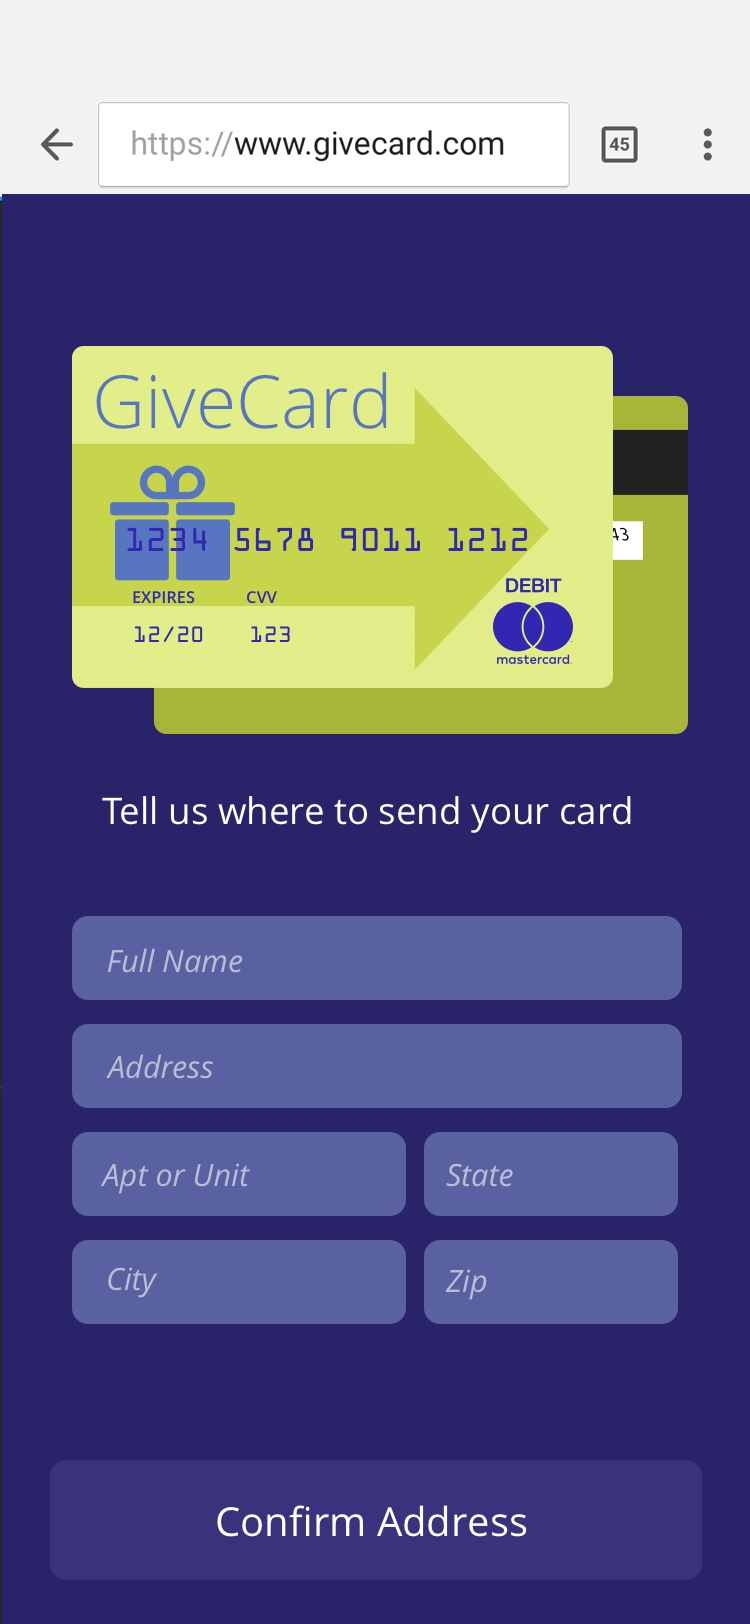 https://www.givecard.com
45
GiveCard
1234 5678 9011 1212
A3
EXPIRES CVV
12/20 123
DEBIT
mastercard.
Tell us where to send your card
Full Name
Address
Apt or Unit State
City Zip
Confirm Address